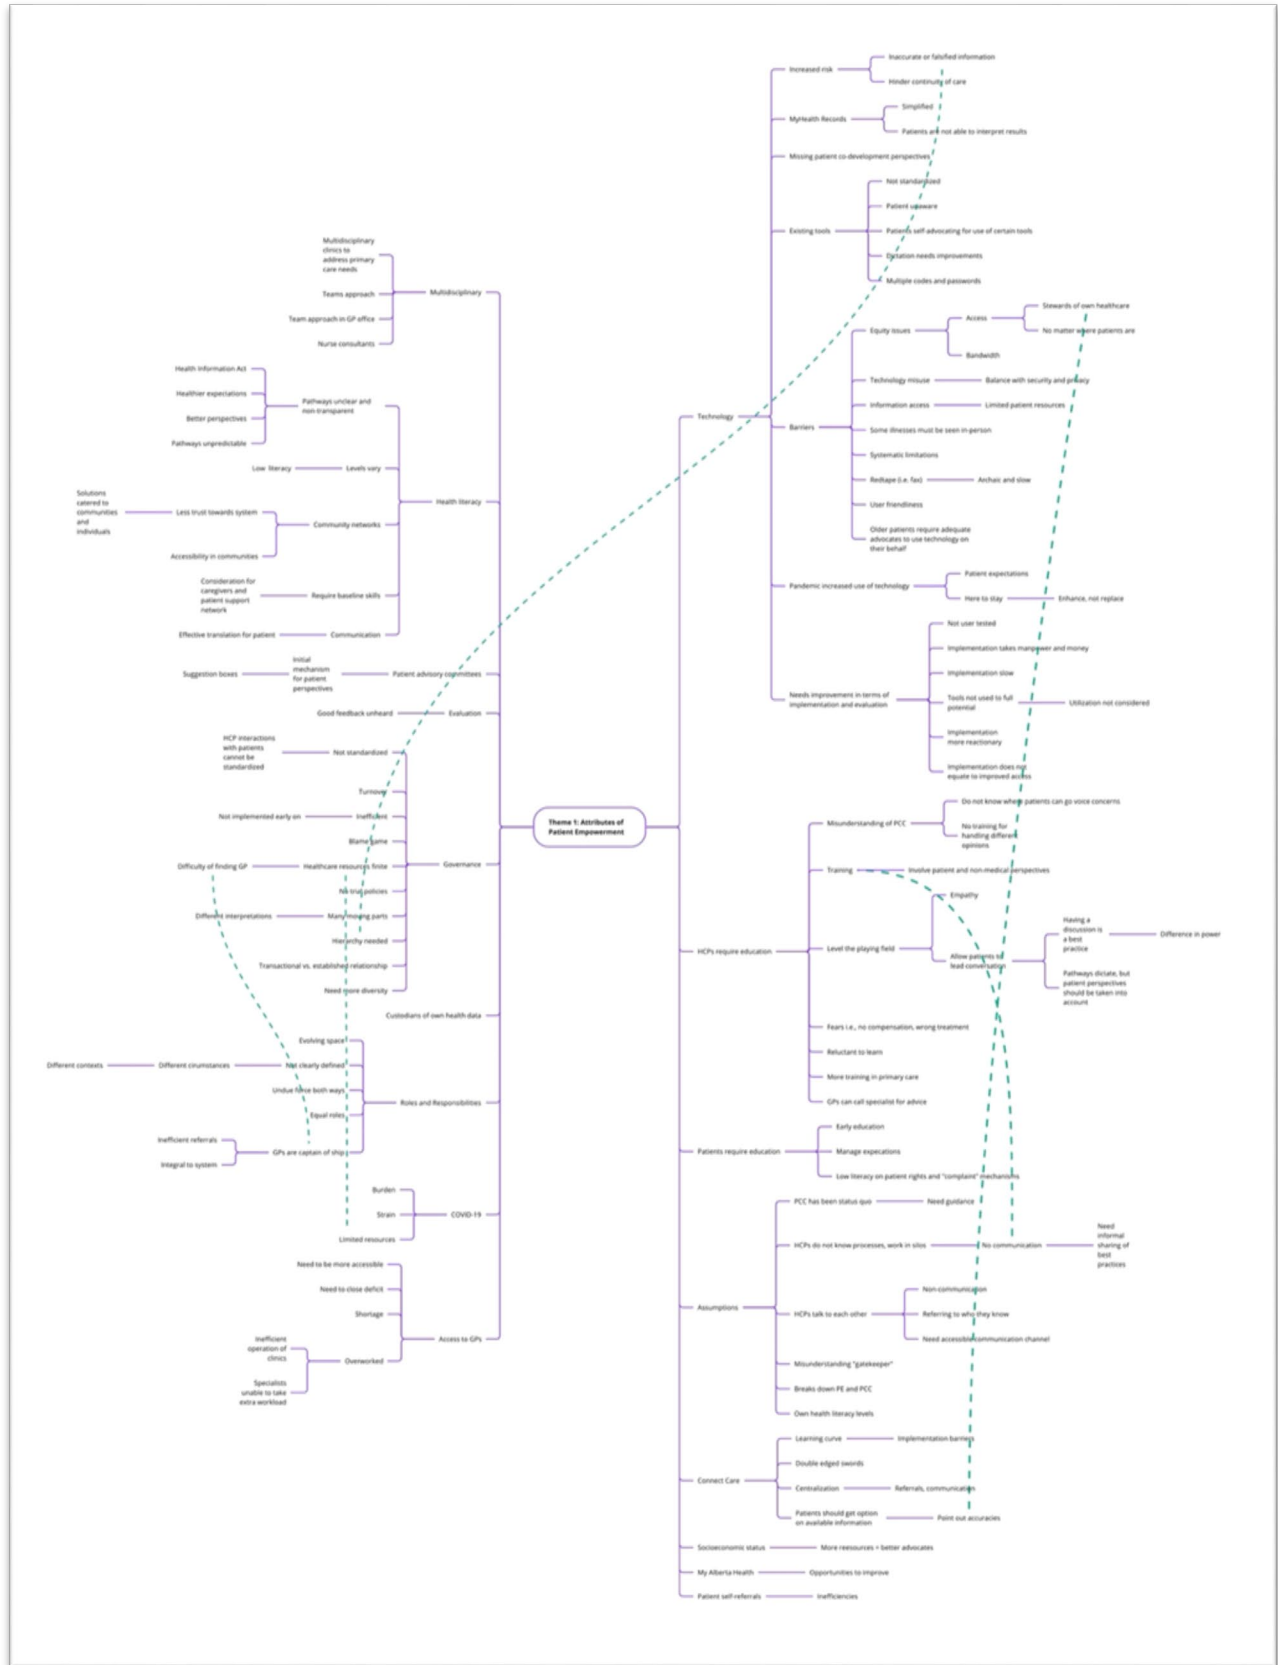 Theme 1: Attributes of
Patient Empowerment
Multidisciplinary
Multidisciplinary
clinics to
address primary
care needs
Teams approach
Team approach in GP office
Nurse consultants
Health literacy
Pathways unclear and
non-transparent
Health Information Act
Healthier expectations
Better perspectives
Pathways unpredictable
Levels vary
Low literacy
Community networks
Less trust towards system
Solutions
catered to
communities
and
individuals
Accessibility in communities
Require baseline skills
Consideration for
caregivers and
patient support
network
Communication
Effective translation for patient
Patient advisory committees
Initial
mechanism
for patient
perspectives
Suggestion boxes
Evaluation
Good feedback unheard
Governance
Not standardized
HCP interactions
with patients
cannot be
standardized
Turnover
Inefficient
Not implemented early on
Blame game
Healthcare resources finite
Difficulty of finding GP
No trial policies
Many moving parts
Different interpretations
Hierarchy needed
Transactional vs. established relationship
Need more diversity
Custodians of own health data
Roles and Responsibilities
Evolving space
Not clearly defined
Different cirumstances
Different contexts
Undue force both ways
Equal roles
GPs are captain of ship
Inefficient referrals
Integral to system
COVID-19
Burden
Strain
Limited resources
Access to GPs
Need to be more accessible
Need to close deficit
Shortage
Overworked
Inefficient
operation of
clinics
Specialists
unable to take
extra workload
Technology
Increased risk
Inaccurate or falsified information
Hinder continuity of care
MyHealth Records
Simplified
Patients are not able to interpret results
Missing patient co-development perspectives
Existing tools
Not standardized
Patient unaware
Patients self-advocating for use of certain tools
Dictation needs improvements
Multiple codes and passwords
Barriers
Equity issues
Access
Stewards of own healthcare
No matter where patients are
Bandwidth
Technology misuse
Balance with security and privacy
Information access
Limited patient resources
Some illnesses must be seen in-person
Systematic limitations
Redtape (i.e. fax)
Archaic and slow
User friendliness
Older patients require adequate
advocates to use technology on
their behalf
Pandemic increased use of technology
Patient expectations
Here to stay
Enhance, not replace
Needs improvement in terms of
implementation and evaluation
Not user tested
Implementation takes manpower and money
Implementation slow
Tools not used to full
potential
Utilization not considered
Implementation
more reactionary
Implementation does not
equate to improved access
HCPs require education
Misunderstanding of PCC
Do not know where patients can go voice concerns
No training for
handling different
opinions
Training
Involve patient and non-medical perspectives
Level the playing field
Empathy
Allow patients to
lead conversation
Having a
discussion is
a best
practice
Difference in power
Pathways dictate, but
patient perspectives
should be taken into
account
Fears i.e., no compensation, wrong treatment
Reluctant to learn
More training in primary care
GPs can call specialist for advice
Patients require education
Early education
Manage expecations
Low literacy on patient rights and "complaint" mechanisms
Assumptions
PCC has been status quo
Need guidance
HCPs do not know processes, work in silos
No communication
Need
informal
sharing of
best
practices
HCPs talk to each other
Non-communication
Referring to who they know
Need accessible communication channel
Misunderstanding "gatekeeper"
Breaks down PE and PCC
Own health literacy levels
Connect Care
Learning curve
Implementation barriers
Double edged swords
Centralization
Referrals, communication
Patients should get option
on available information
Point out accuracies
Socioeconomic status
More reesources = better advocates
My Alberta Health
Opportunities to improve
Patient self-referrals
Inefficiencies